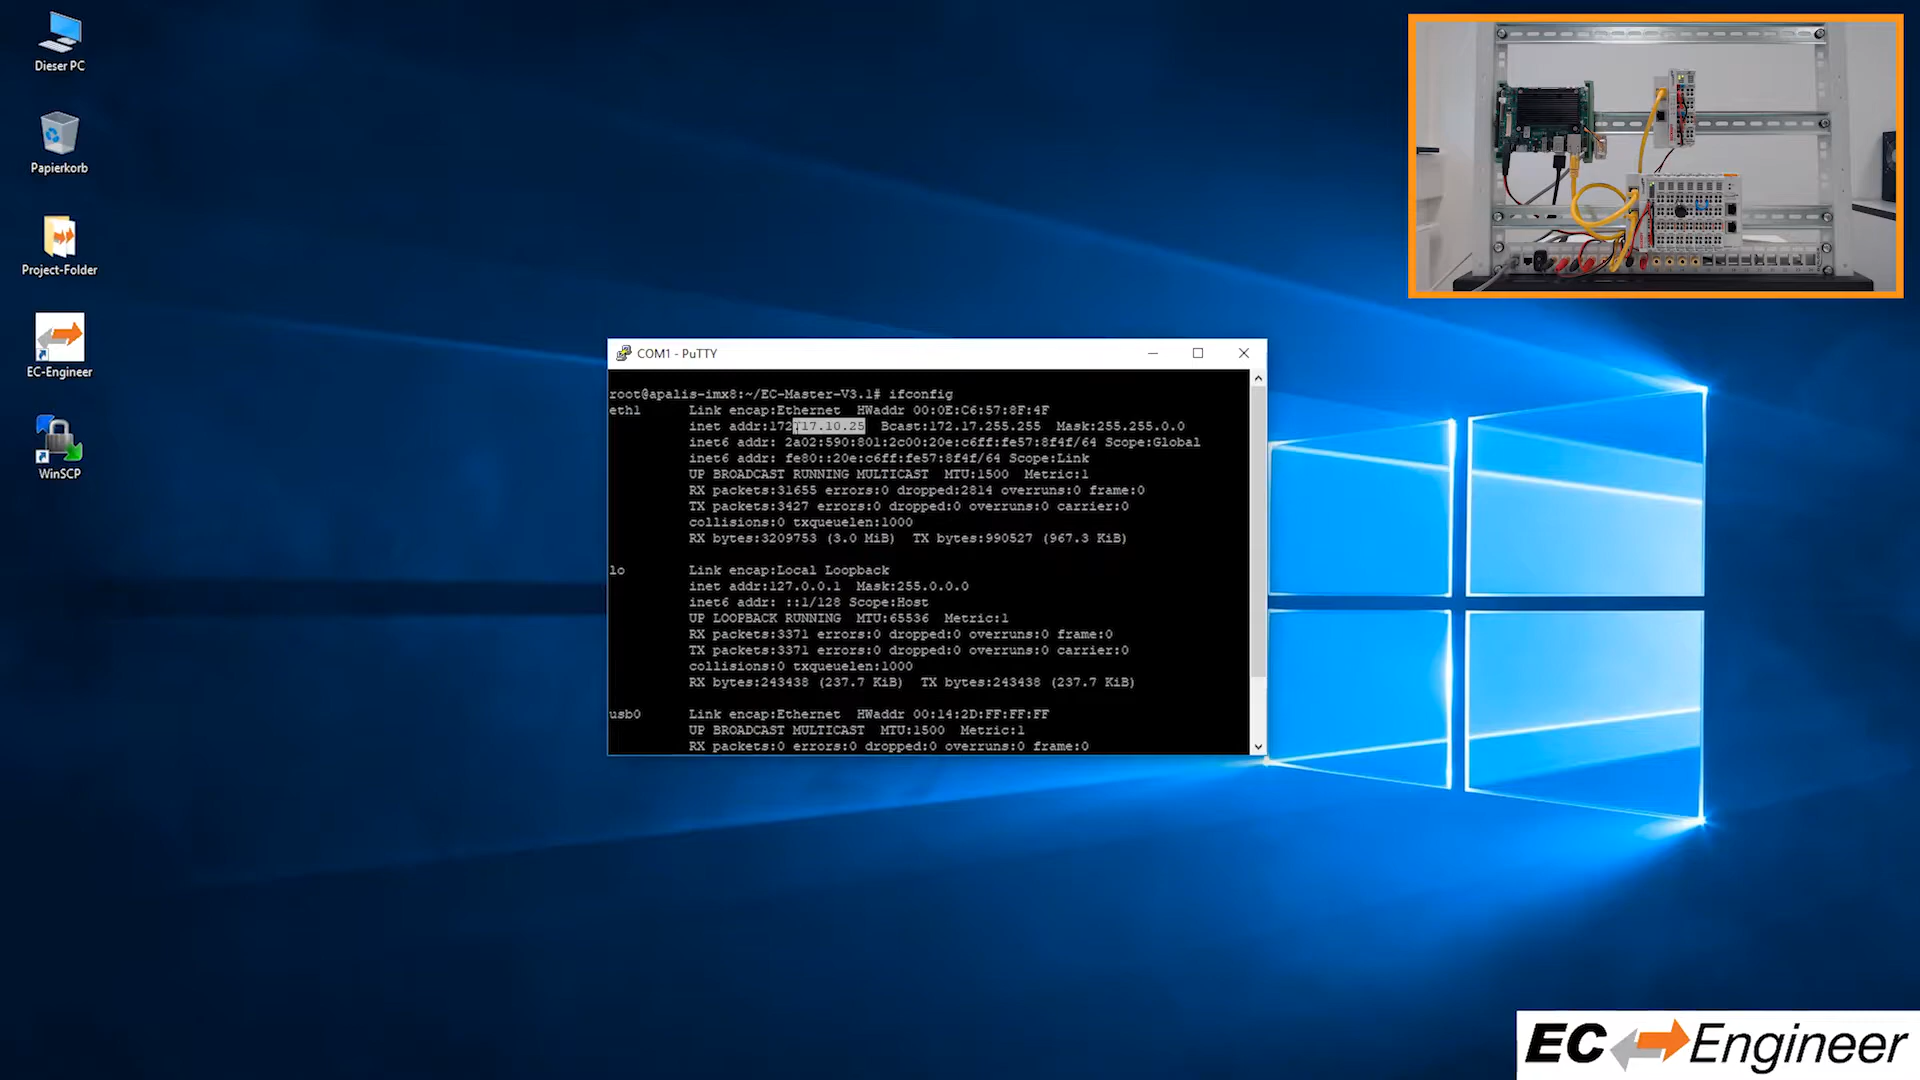 Dieser PC
Papierkorb
Project-Folder
EC-Engineer
WinSCP
COM1 - PuTTY
root@apalis-imx8:~/EC-Master-V3.1# ifconfig
eth1 Link encap:Ethernet HWaddr 00:0E:C6:57:8F:4F
inet addr:172.17.10.25 Bcast:172.17.255.255 Mask:255.255.0.0
inet6 addr: 2a02:590:801:2c00:20e:c6ff:fe57:8f4f/64 Scope:Global
inet6 addr: fe80::20e:c6ff:fe57:8f4f/64 Scope:Link
UP BROADCAST RUNNING MULTICAST MTU:1500 Metric:1
RX packets:31655 errors:0 dropped:2814 overruns:0 frame:0
TX packets:3427 errors:0 dropped:0 overruns:0 carrier:0
collisions:0 txqueuelen:1000
RX bytes:3209753 (3.0 MiB) TX bytes:990527 (967.3 KiB)
lo Link encap:Local Loopback
inet addr:127.0.0.1 Mask:255.0.0.0
inet6 addr: ::1/128 Scope:Host
UP LOOPBACK RUNNING MTU:65536 Metric:1
RX packets:3371 errors:0 dropped:0 overruns:0 frame:0
TX packets:3371 errors:0 dropped:0 overruns:0 carrier:0
collisions:0 txqueuelen:1000
RX bytes:243438 (237.7 KiB) TX bytes:243438 (237.7 KiB)
usb0 Link encap:Ethernet HWaddr 00:14:2D:FF:FF:FF
UP BROADCAST MULTICAST MTU:1500 Metric:1
RX packets:0 errors:0 dropped:0 overruns:0 frame:0
EC Engineer